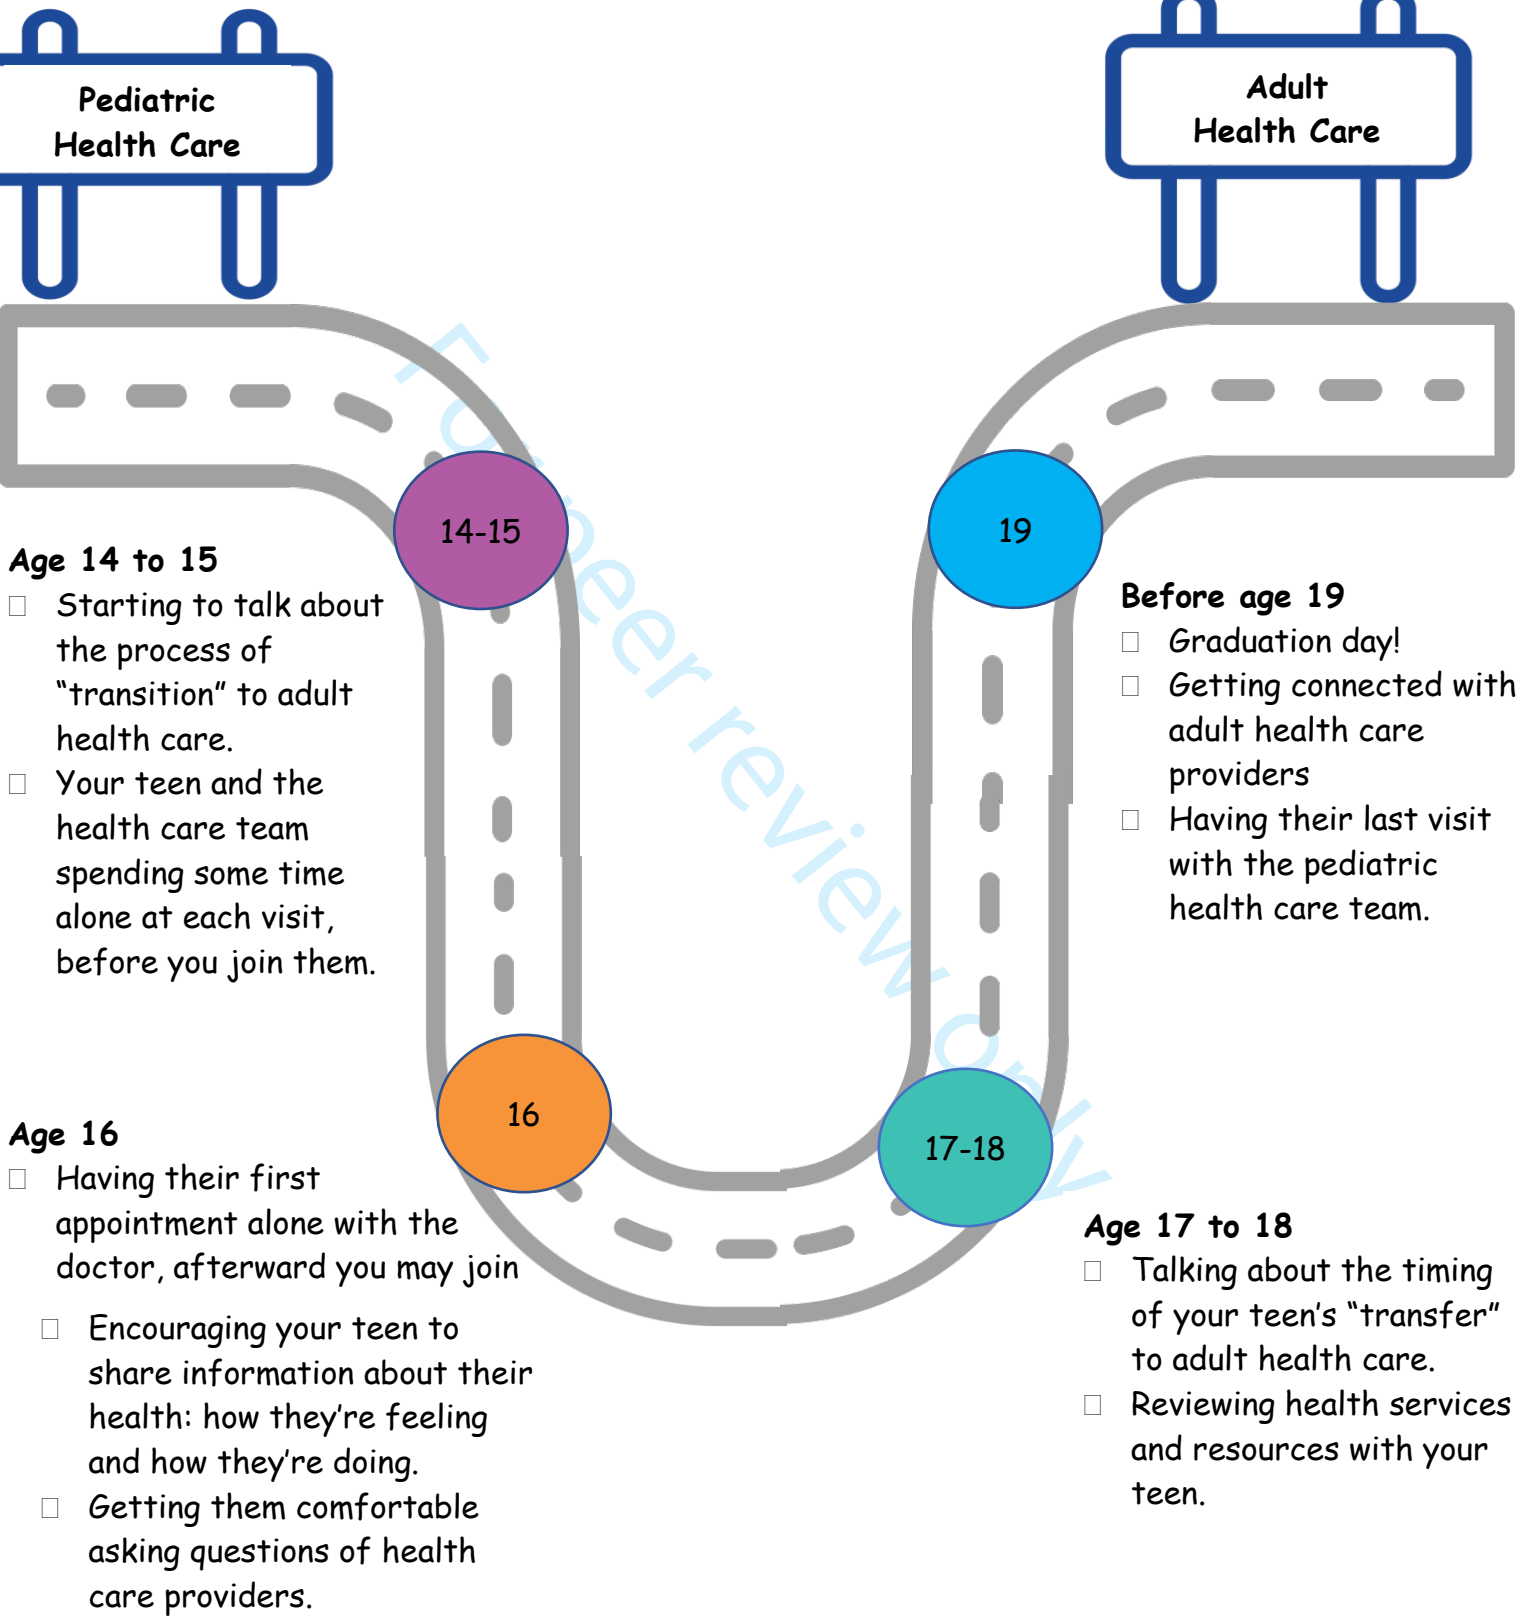 Pediatric
Health Care
Adult
Health Care
For peer review only
14-15
19
Age 14 to 15
Starting to talk about
the process of
“transition” to adult
health care.
Your teen and the
health care team
spending some time
alone at each visit,
before you join them.
Before age 19
Graduation day!
Getting connected with
adult health care
providers
Having their last visit
with the pediatric
health care team.
16
17-18
Age 16
Having their first
appointment alone with the
doctor, afterward you may join
Encouraging your teen to
share information about their
health: how they’re feeling
and how they’re doing.
Getting them comfortable
asking questions of health
care providers.
Age 17 to 18
Talking about the timing
of your teen’s “transfer”
to adult health care.
Reviewing health services
and resources with your
teen.